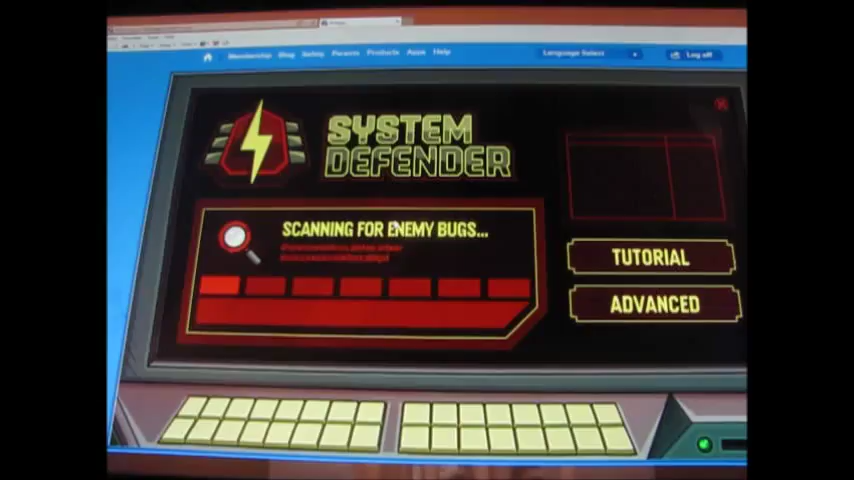 Membership Blog Safety Parents Products Apps Help
Language Select
Log off
SYSTEM
DEFENDER
SCANNING FOR ENEMY BUGS...
TUTORIAL
ADVANCED